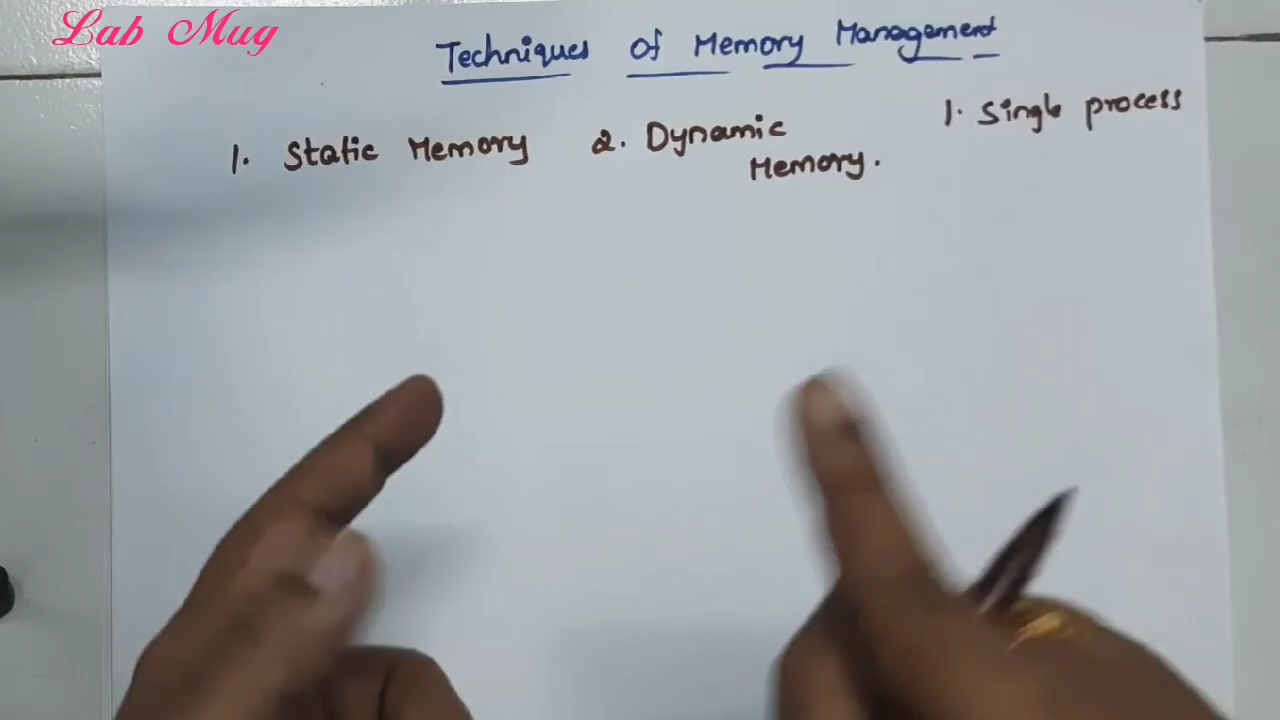 Lab Mug
Techniques of Memory Management
1. Static Memory 2. Dynamic Memory.
1. Single process